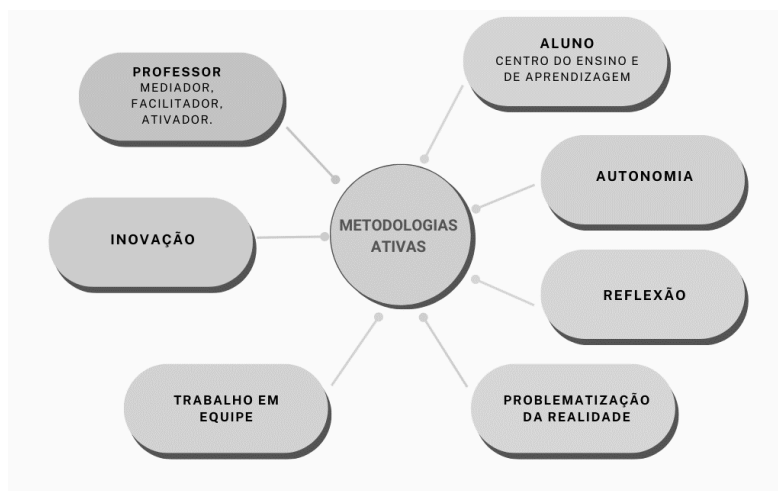 PROFESSOR
MEDIADOR,
FACILITADOR,
ATIVADOR.
ALUNO
CENTRO DO ENSINO E
DE APRENDIZAGEM
AUTONOMIA
INOVAÇÃO
METODOLOGIAS
ATIVAS
REFLEXÃO
TRABALHO EM
EQUIPE
PROBLEMATIZAÇÃO
DA REALIDADE